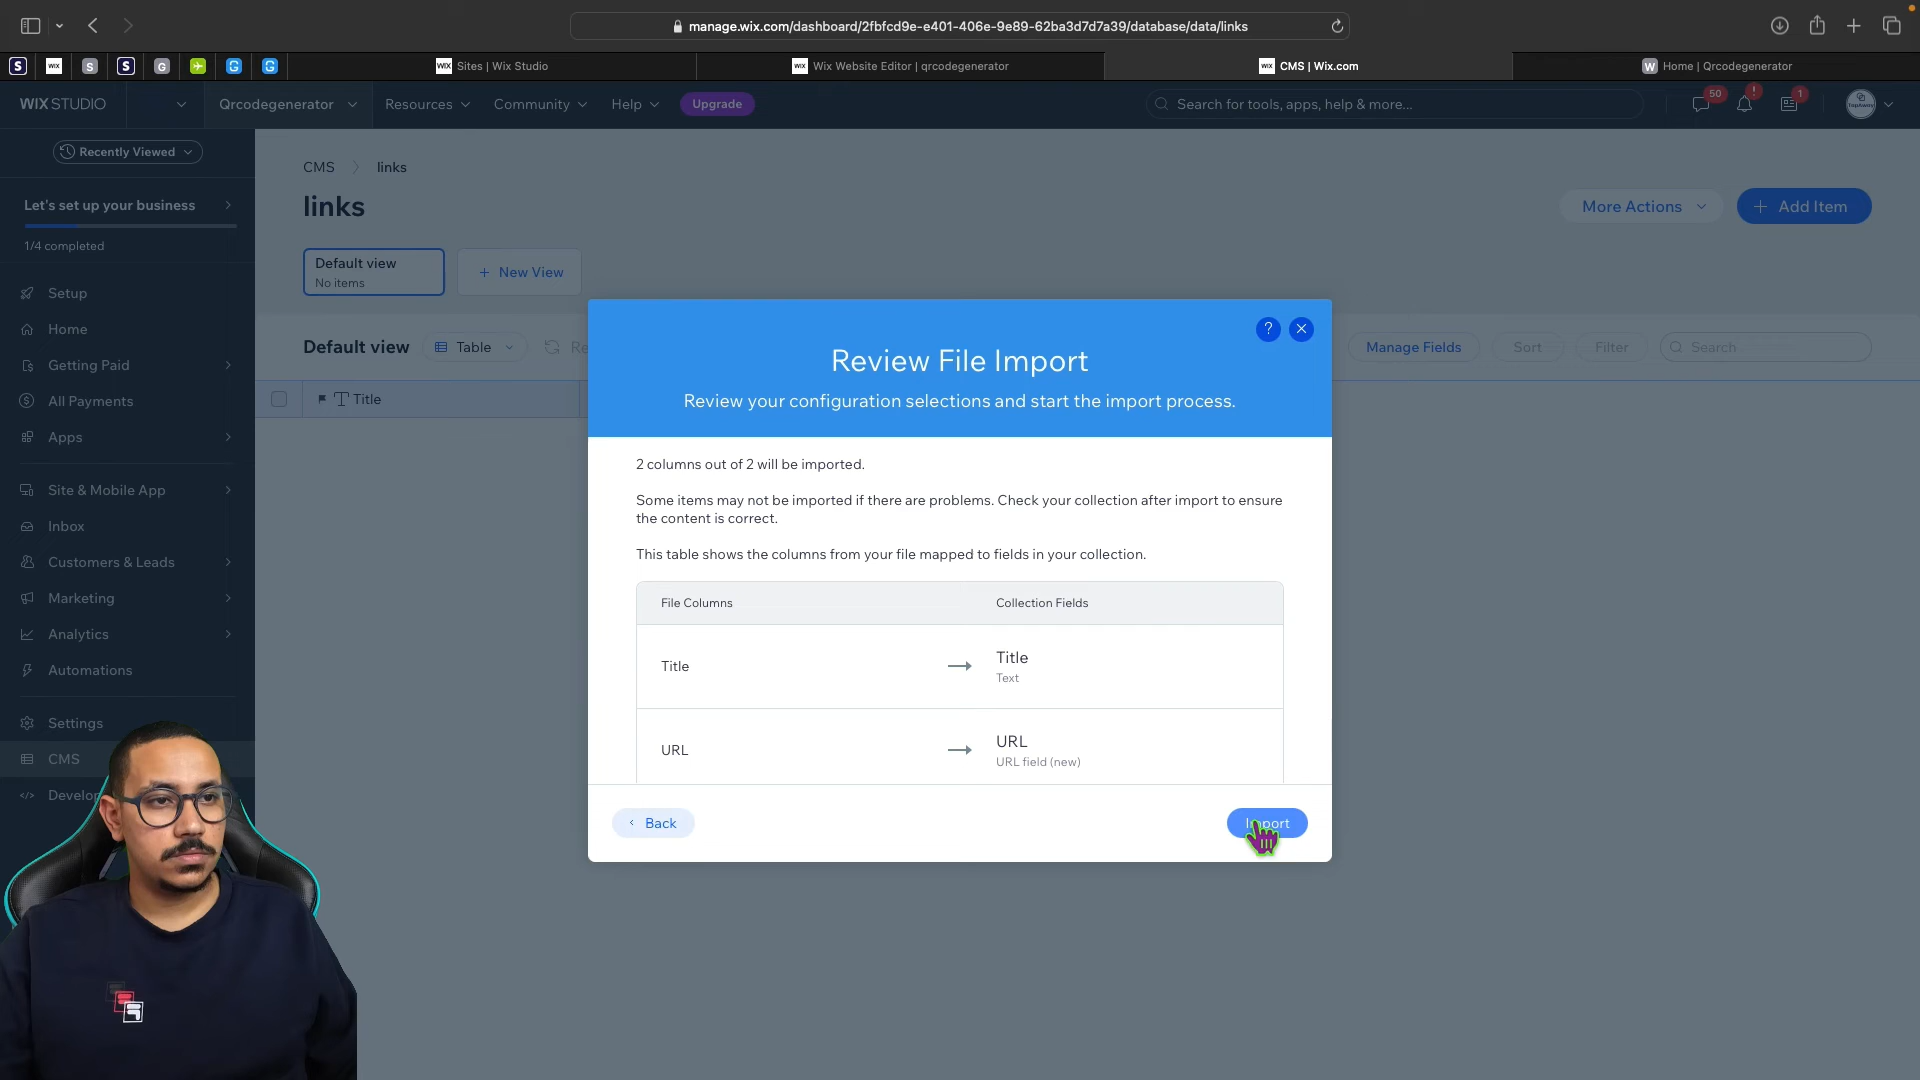 manage.wix.com/dashboard/2fbfcd9e-e401-406e-9e89-62ba3d7d7a39/database/data/links
S
WIX
S
S
G
G
G
WIX Sites | Wix Studio
WIX Wix Website Editor | qrcodegenerator
WIX CMS | Wix.com
W Home | Qrcodegenerator
WIX STUDIO
Qrcodegenerator
Resources
Community
Help
Upgrade
Search for tools, apps, help & more...
50
!
1
Recently Viewed
Let's set up your business
1/4 completed
Setup
Home
Getting Paid
All Payments
Apps
Site & Mobile App
Inbox
Customers & Leads
Marketing
Analytics
Automations
Settings
CMS
Develop
CMS > links
links
More Actions
+ Add Item
Default view
No items
+ New View
Default view
Table
Re
Manage Fields
Sort
Filter
Search
Title
?
Review File Import
Review your configuration selections and start the import process.
2 columns out of 2 will be imported.
Some items may not be imported if there are problems. Check your collection after import to ensure
the content is correct.
This table shows the columns from your file mapped to fields in your collection.
File Columns
Collection Fields
Title
Title
Text
URL
URL
URL field (new)
Back
Import